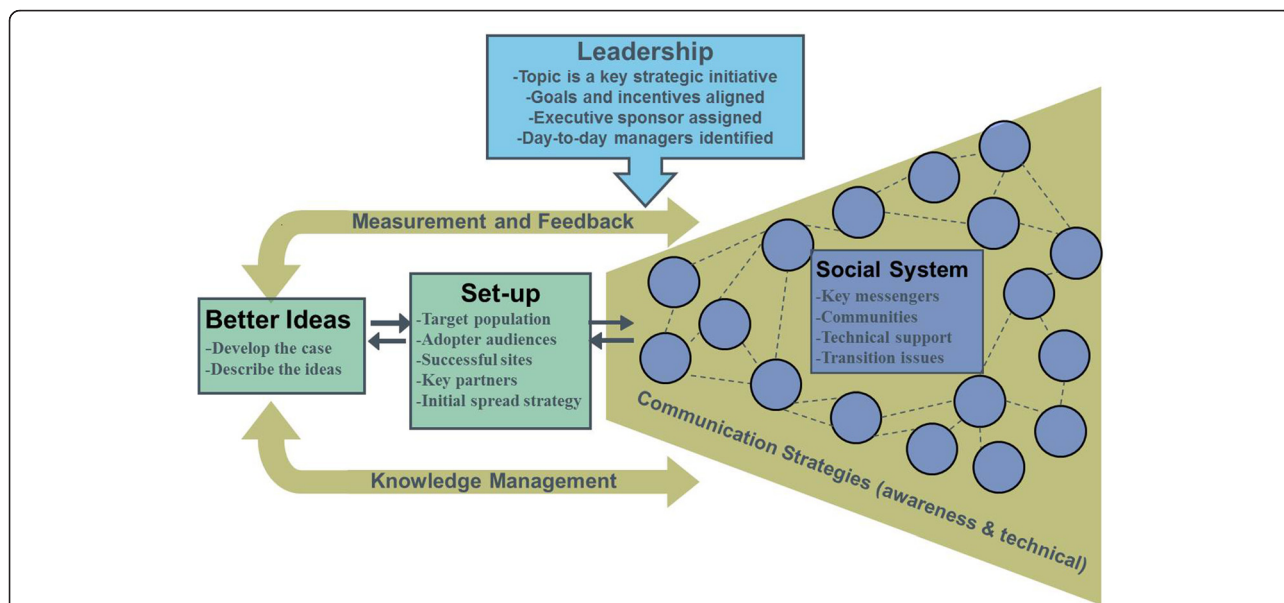 Leadership
-Topic is a key strategic initiative
-Goals and incentives aligned
-Executive sponsor assigned
-Day-to-day managers identified
Measurement and Feedback
Better Ideas
-Develop the case
-Describe the ideas
Set-up
-Target population
-Adopter audiences
-Successful sites
-Key partners
-Initial spread strategy
Social System
-Key messengers
-Communities
-Technical support
-Transition issues
Knowledge Management
Communication Strategies (awareness & technical)